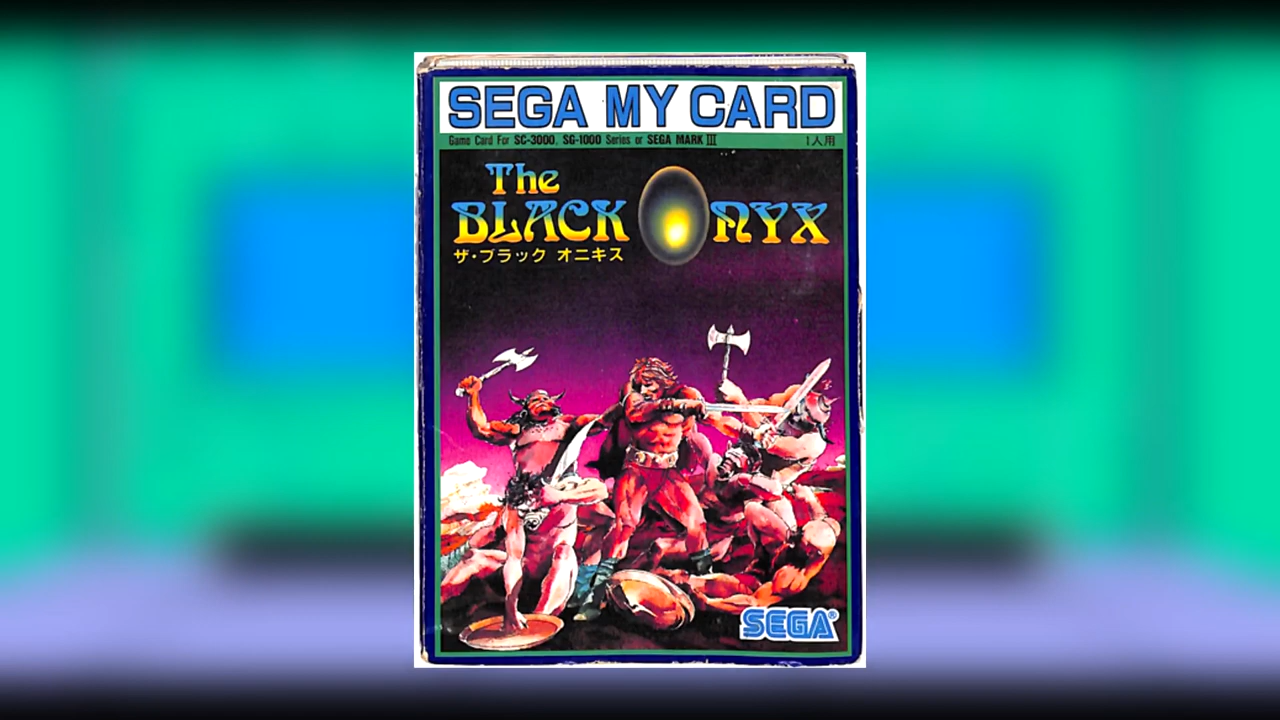 SEGA MY CARD
Game Card For SC-3000, SG-1000 Series or SEGA MARK III
1人用
The
BLACK ONYX
ザ・ブラック オニキス
SEGA®